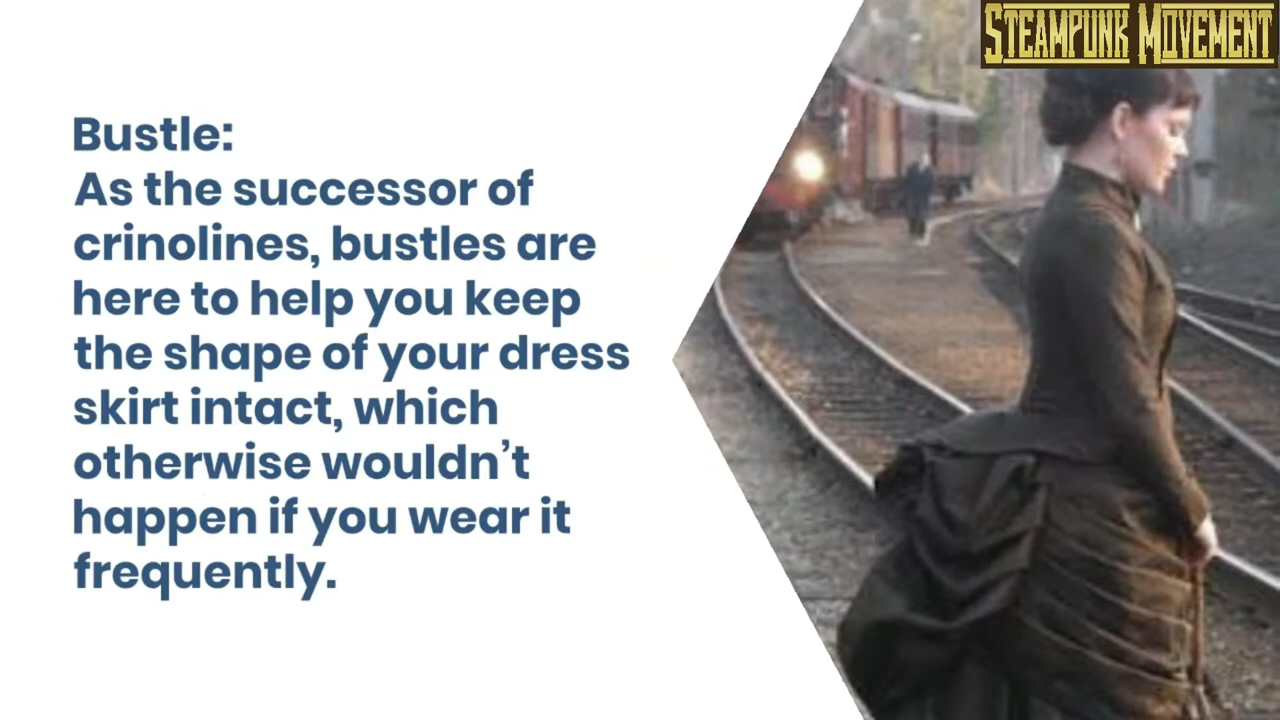 STEAMPUNK MOVEMENT
Bustle:
As the successor of
crinolines, bustles are
here to help you keep
the shape of your dress
skirt intact, which
otherwise wouldn’t
happen if you wear it
frequently.